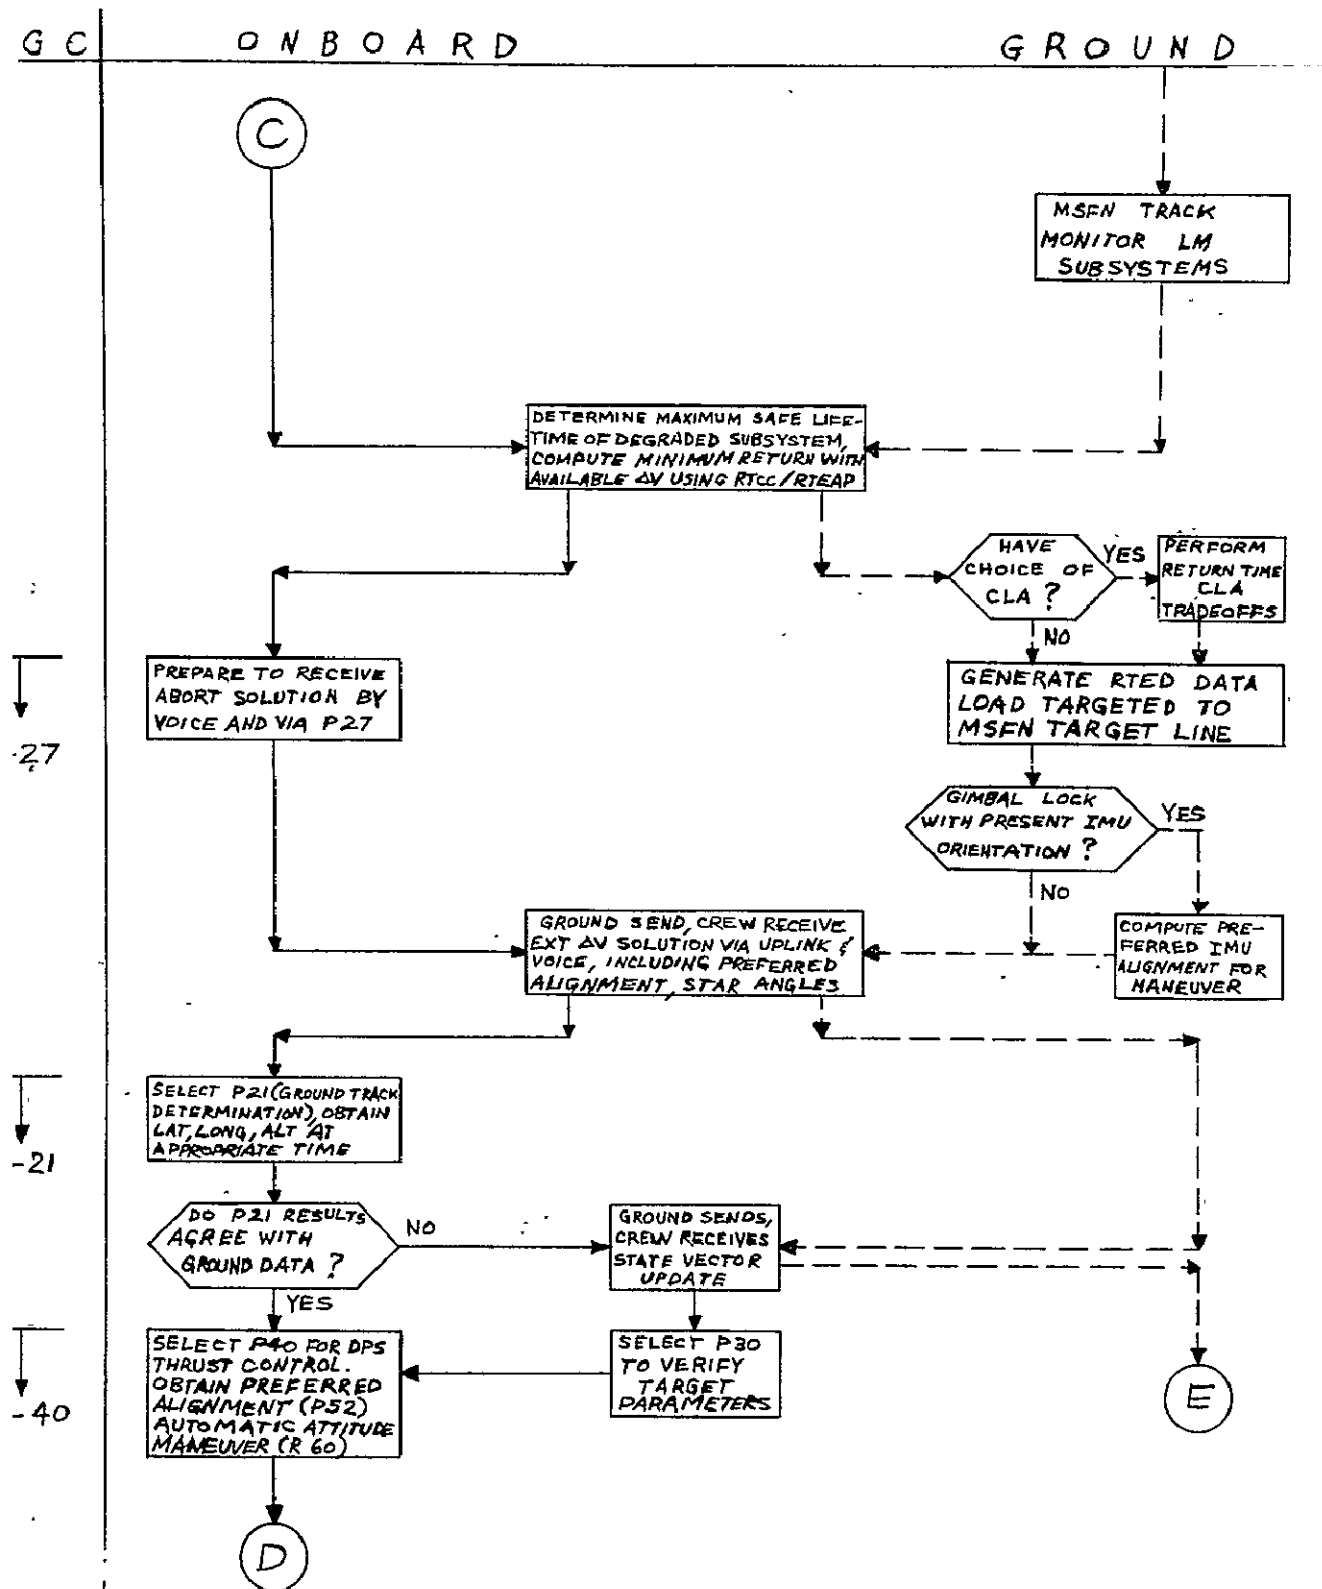 GC ONBOARD GROUND
C
MSFN TRACK
MONITOR LM
SUBSYSTEMS
DETERMINE MAXIMUM SAFE LIFE-
TIME OF DEGRADED SUBSYSTEM,
COMPUTE MINIMUM RETURN WITH
AVAILABLE ΔV USING RTCC/RTEAP
HAVE
CHOICE OF
CLA ?
YES
PERFORM
RETURN TIME
CLA
TRADEOFFS
NO
PREPARE TO RECEIVE
ABORT SOLUTION BY
VOICE AND VIA P27
-27
GENERATE RTED DATA
LOAD TARGETED TO
MSFN TARGET LINE
GIMBAL LOCK
WITH PRESENT IMU
ORIENTATION ?
YES
NO
GROUND SEND, CREW RECEIVE
EXT ΔV SOLUTION VIA UPLINK &
VOICE, INCLUDING PREFERRED
ALIGNMENT, STAR ANGLES
COMPUTE PRE-
FERRED IMU
ALIGNMENT FOR
MANEUVER
SELECT P21 (GROUND TRACK
DETERMINATION), OBTAIN
LAT, LONG, ALT AT
APPROPRIATE TIME
-21
DO P21 RESULTS
AGREE WITH
GROUND DATA ?
NO
GROUND SENDS,
CREW RECEIVES
STATE VECTOR
UPDATE
YES
SELECT P40 FOR DPS
THRUST CONTROL.
OBTAIN PREFERRED
ALIGNMENT (P52)
AUTOMATIC ATTITUDE
MANEUVER (R 60)
-40
SELECT P30
TO VERIFY
TARGET
PARAMETERS
E
D